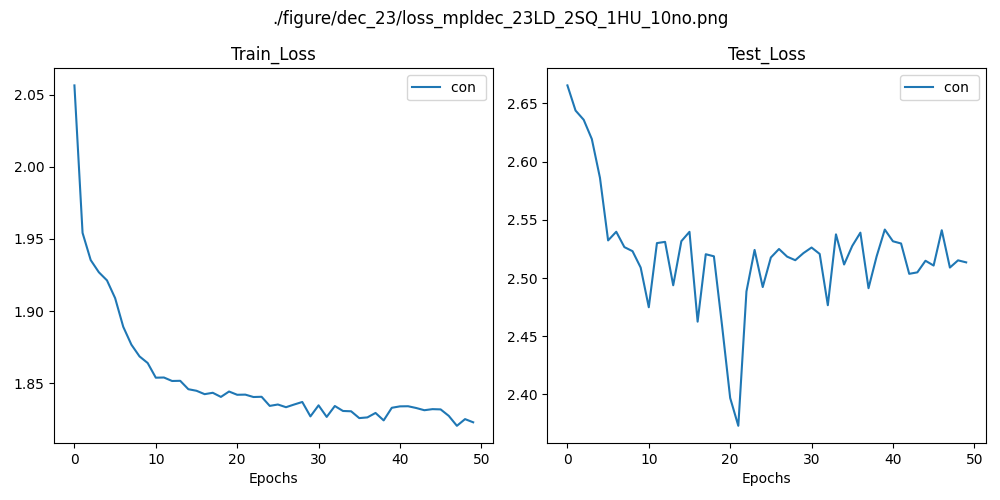 ./figure/dec_23/loss_mpldec_23LD_2SQ_1HU_10no.png
Train_Loss
con
2.05
2.00
1.95
1.90
1.85
0 10 20 30 40 50
Epochs
Test_Loss
con
2.65
2.60
2.55
2.50
2.45
2.40
0 10 20 30 40 50
Epochs